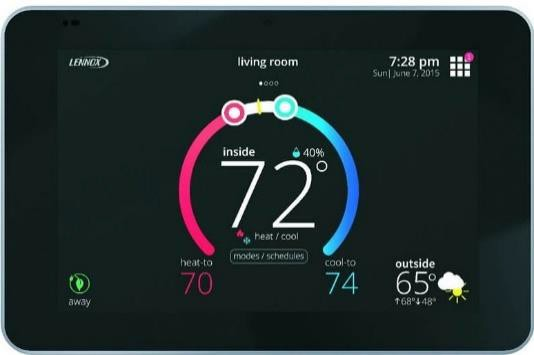 LENNOX
living room
7:28 pm
Sun| June 7, 2015
1
inside
40%
72°
heat / cool
modes / schedules
heat-to
70
cool-to
74
away
outside
65°
↑68°↓48°